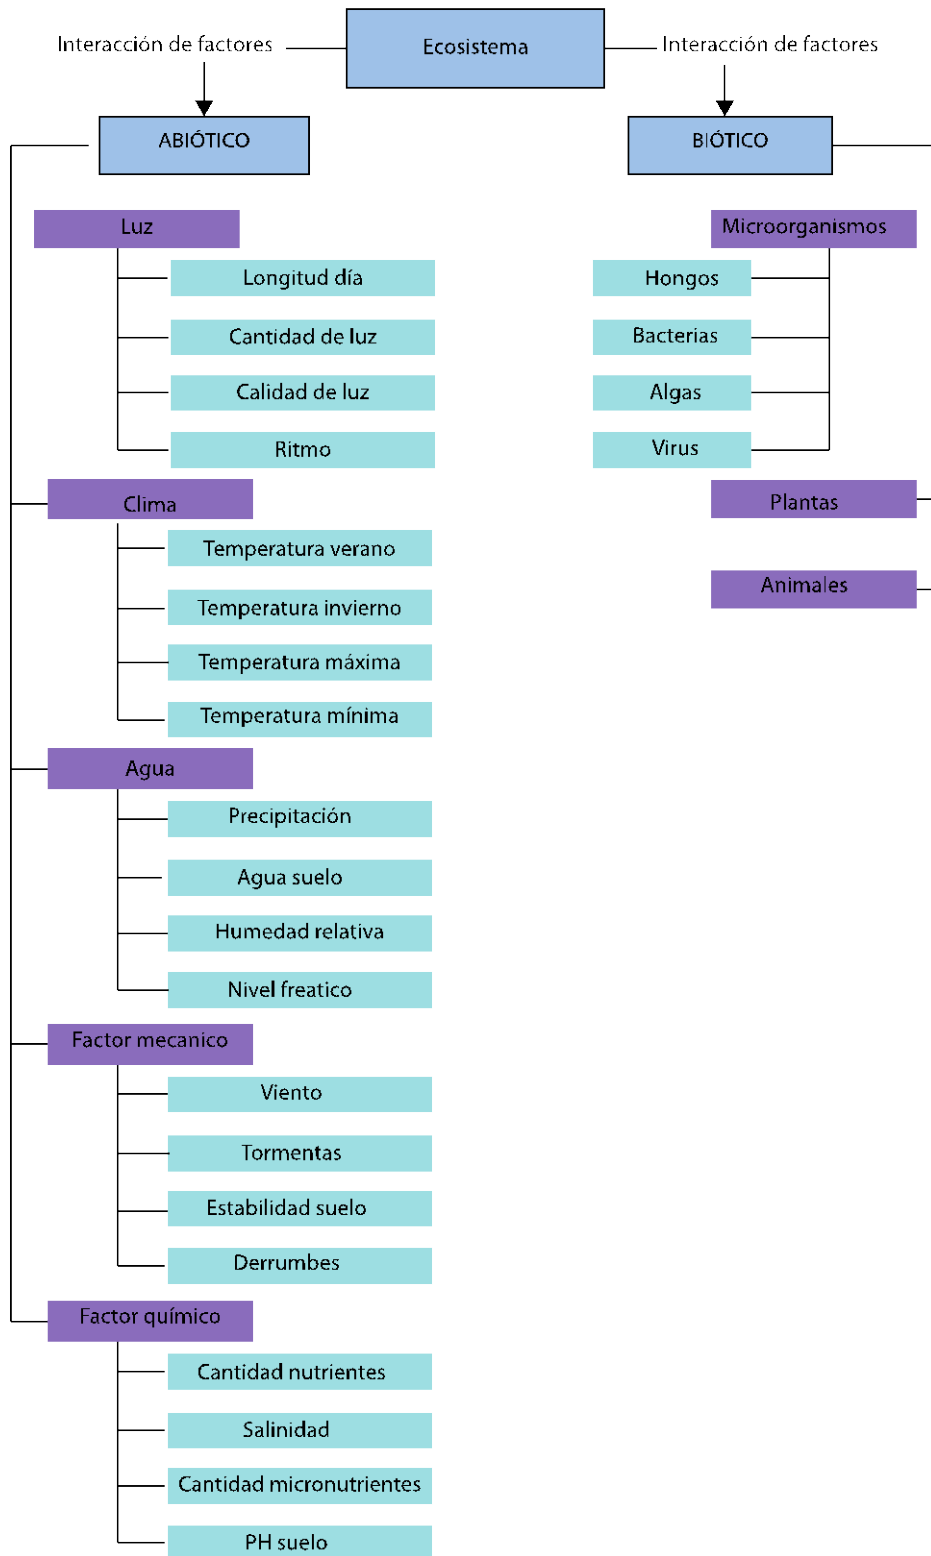 Ecosistema
Interacción de factores
Interacción de factores
ABIÓTICO
Luz
Longitud día
Cantidad de luz
Calidad de luz
Ritmo
Clima
Temperatura verano
Temperatura invierno
Temperatura máxima
Temperatura mínima
Agua
Precipitación
Agua suelo
Humedad relativa
Nivel freatico
Factor mecanico
Viento
Tormentas
Estabilidad suelo
Derrumbes
Factor químico
Cantidad nutrientes
Salinidad
Cantidad micronutrientes
PH suelo
BIÓTICO
Microorganismos
Hongos
Bacterias
Algas
Virus
Plantas
Animales